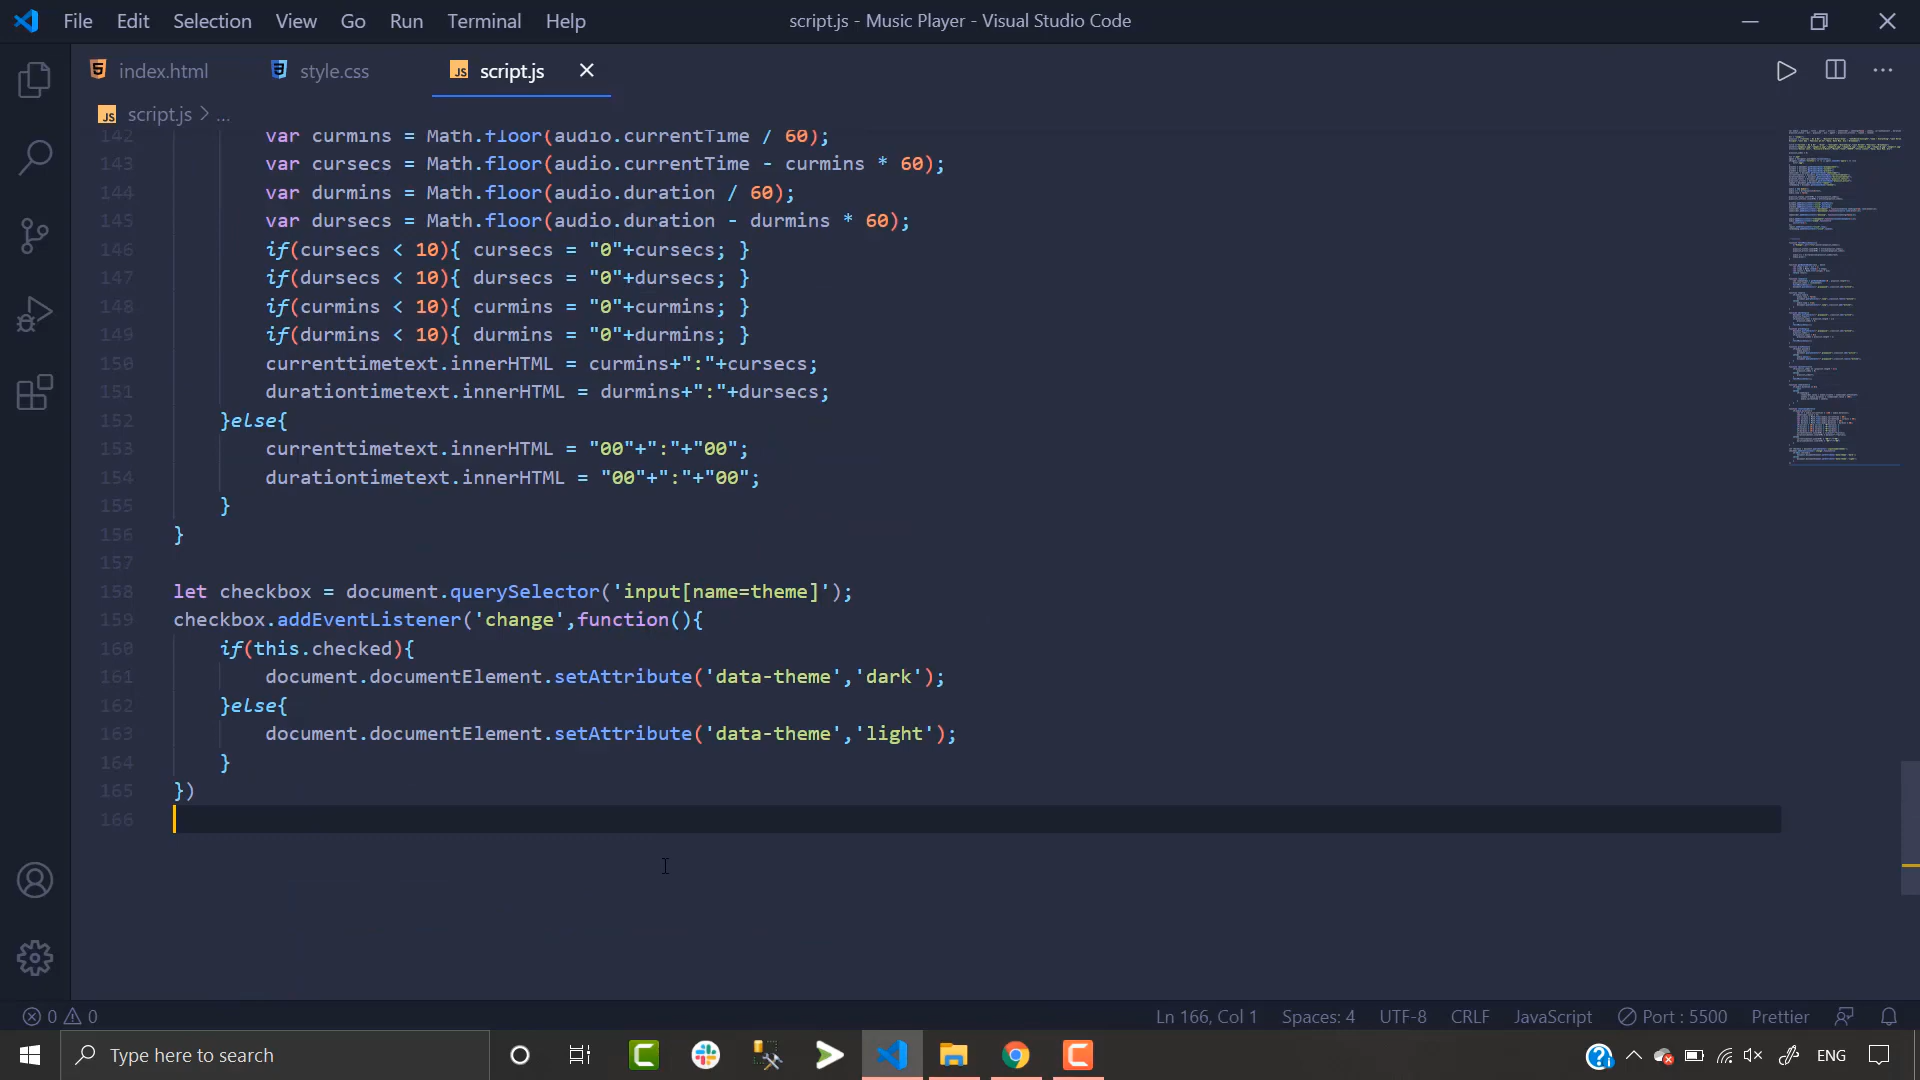 File Edit Selection View Go Run Terminal Help
script.js - Music Player - Visual Studio Code
index.html style.css JS script.js
JS script.js > ...
142 var curmins = Math.floor(audio.currentTime / 60);
143 var cursecs = Math.floor(audio.currentTime - curmins * 60);
144 var durmins = Math.floor(audio.duration / 60);
145 var dursecs = Math.floor(audio.duration - durmins * 60);
146 if(cursecs < 10){ cursecs = "0"+cursecs; }
147 if(dursecs < 10){ dursecs = "0"+dursecs; }
148 if(curmins < 10){ curmins = "0"+curmins; }
149 if(durmins < 10){ durmins = "0"+durmins; }
150 currenttimetext.innerHTML = curmins+":"+cursecs;
151 durationtimetext.innerHTML = durmins+":"+dursecs;
152 }else{
153 currenttimetext.innerHTML = "00"+":"+"00";
154 durationtimetext.innerHTML = "00"+":"+"00";
155 }
156 }
157
158 let checkbox = document.querySelector('input[name=theme]');
159 checkbox.addEventListener('change',function(){
160 if(this.checked){
161 document.documentElement.setAttribute('data-theme','dark');
162 }else{
163 document.documentElement.setAttribute('data-theme','light');
164 }
165 })
166
0 0 Ln 166, Col 1 Spaces: 4 UTF-8 CRLF JavaScript Port : 5500 Prettier
Type here to search ENG